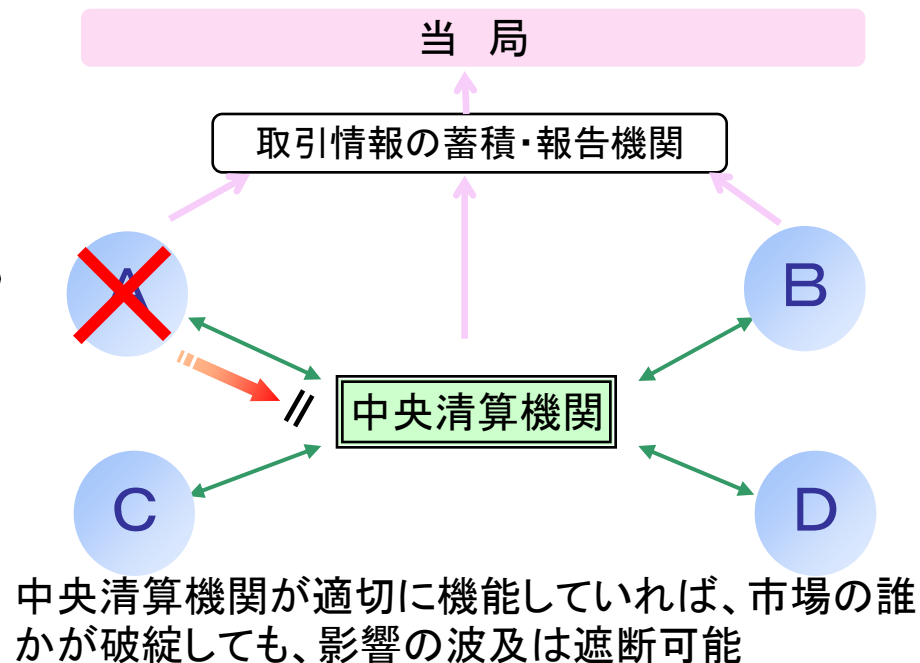 当 局
取引情報の蓄積・報告機関
A
B
中央清算機関
C
D
中央清算機関が適切に機能していれば、市場の誰
かが破綻しても、影響の波及は遮断可能